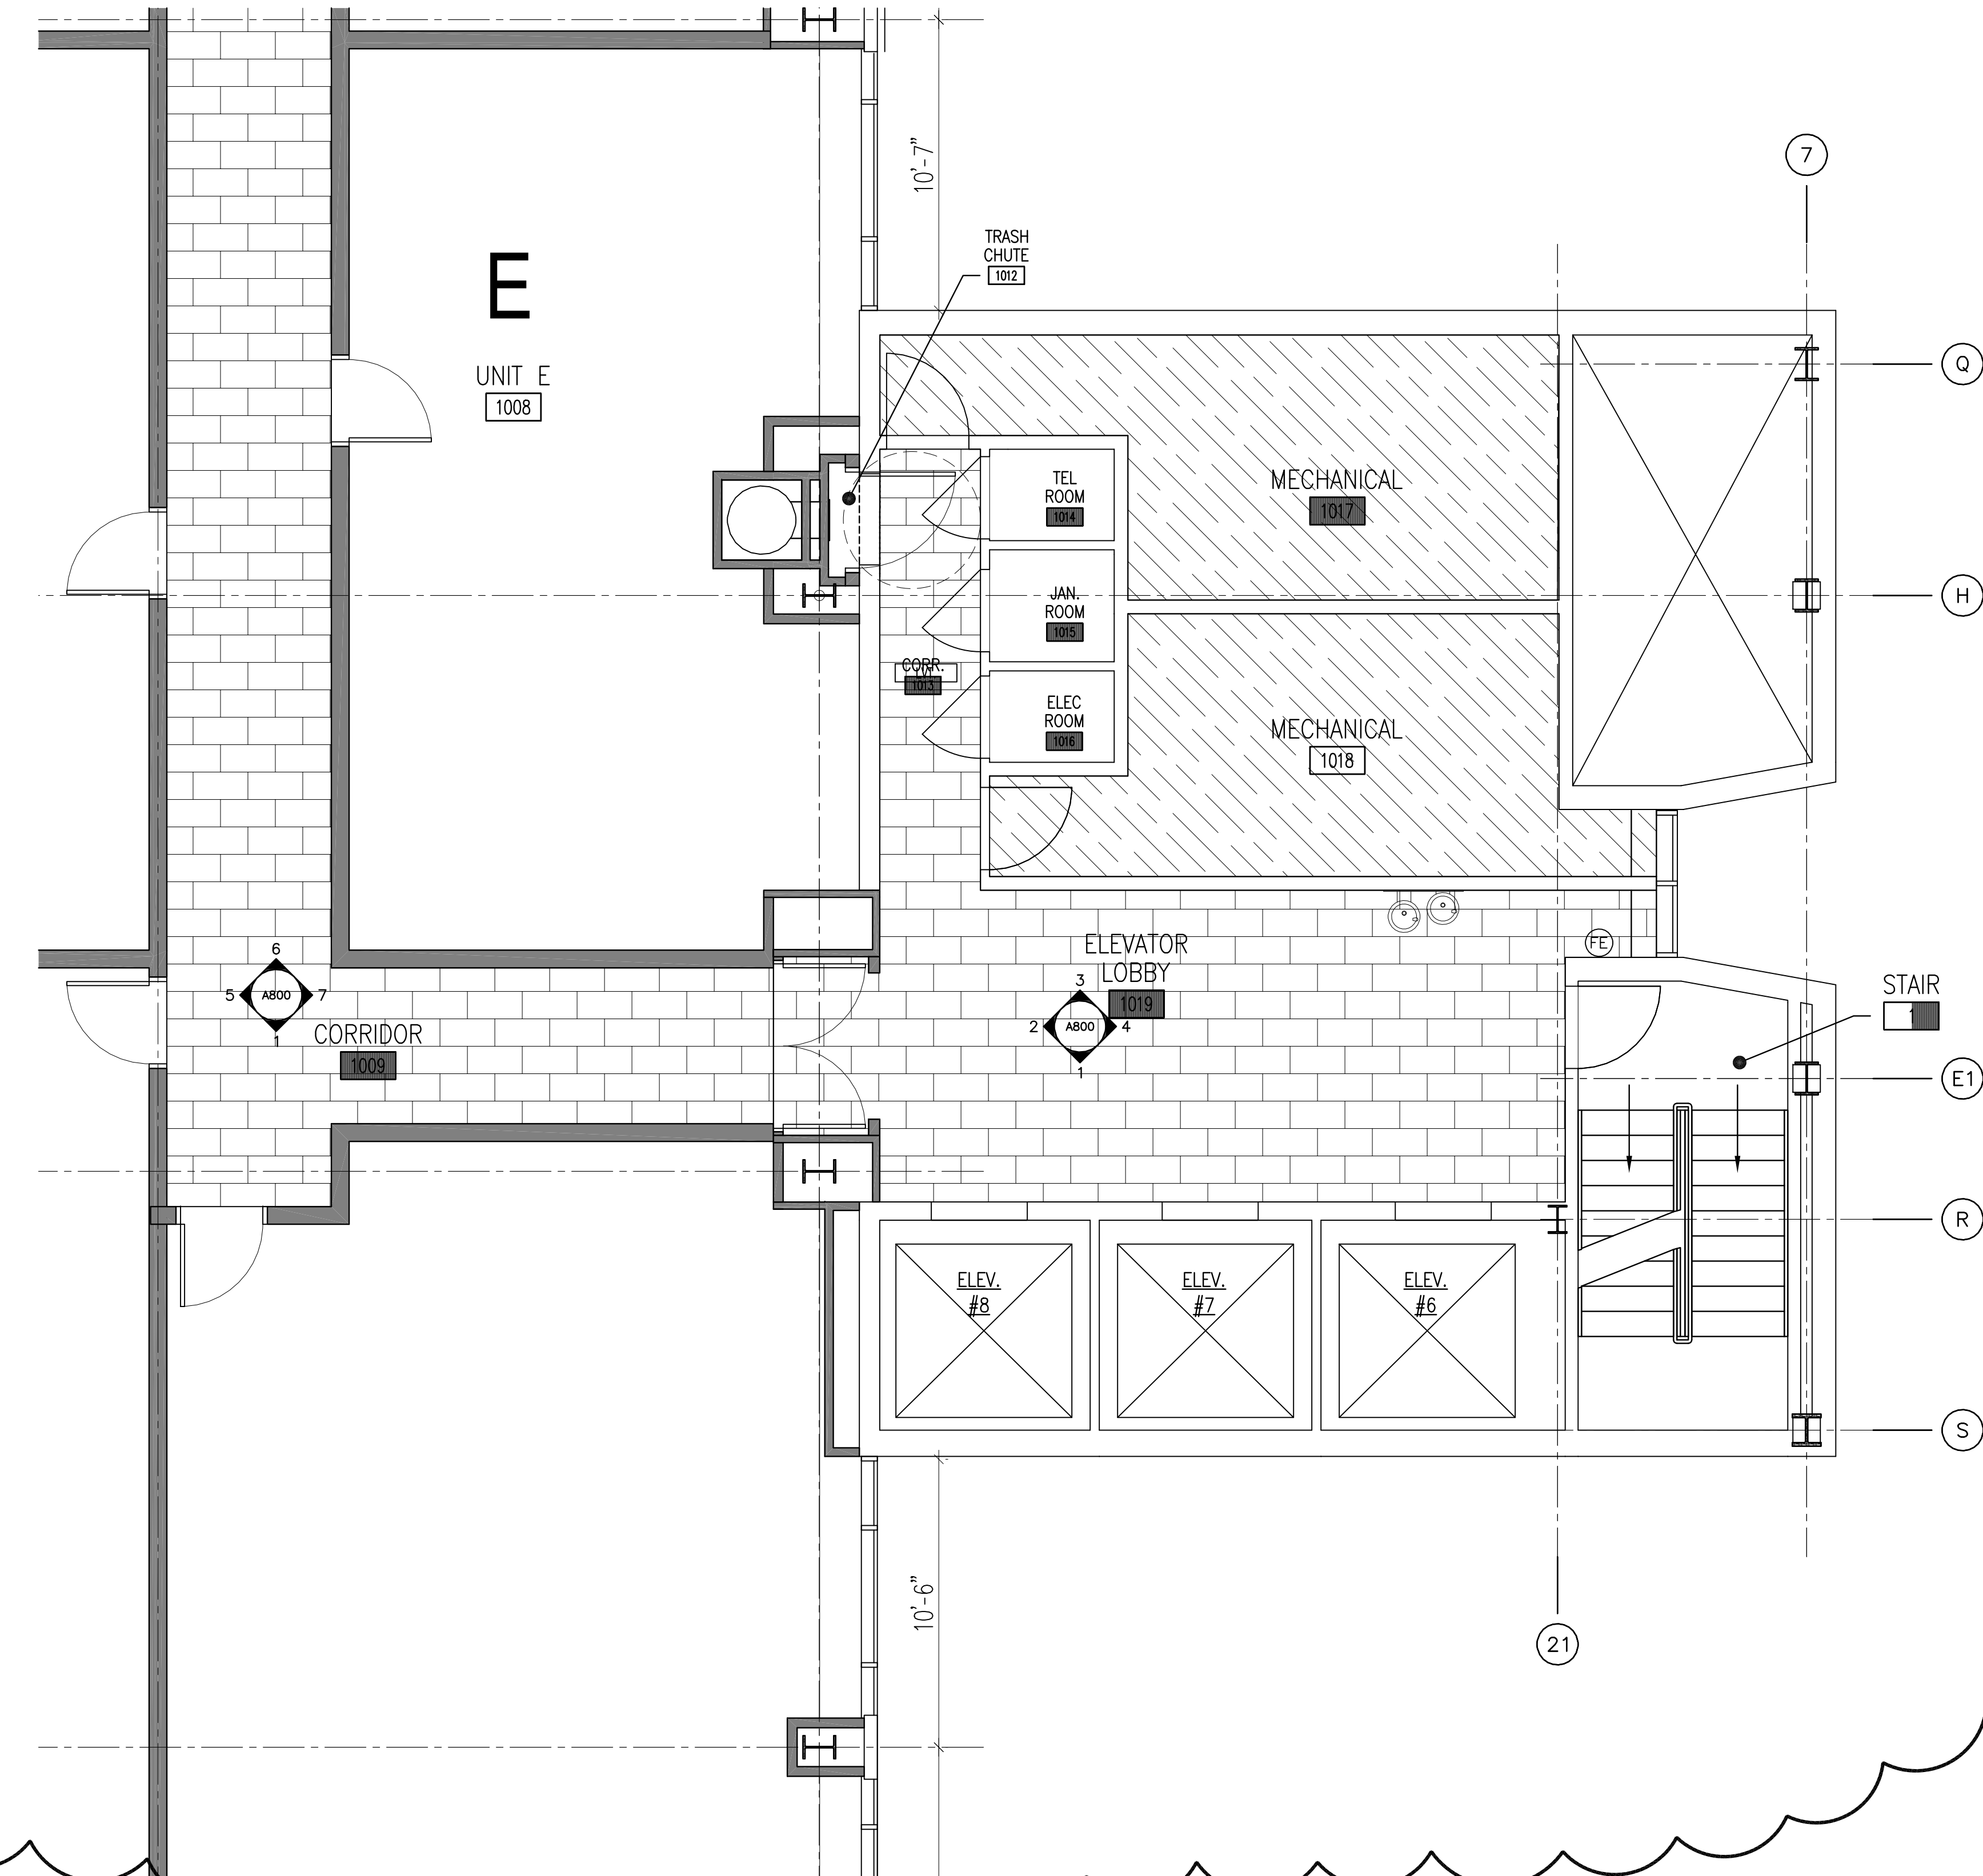 10'-7"
7
TRASH
CHUTE
1012
E
UNIT E
1008
Q
TEL
ROOM
1014
MECHANICAL
1017
JAN.
ROOM
1015
H
CORR.
1013
ELEC
ROOM
1016
MECHANICAL
1018
FE
ELEVATOR
LOBBY
1019
6
5 A800 7
1
3
2 A800 4
1
STAIR
1
CORRIDOR
1009
E1
R
ELEV.
#8
ELEV.
#7
ELEV.
#6
S
10'-6"
21